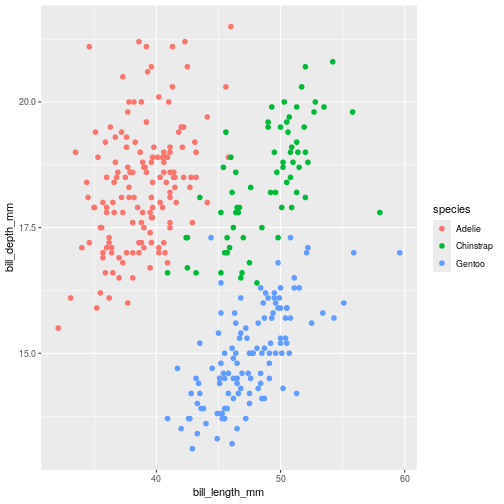 20.0
17.5
15.0
bill_depth_mm
40
50
60
bill_length_mm
species
Adelie
Chinstrap
Gentoo